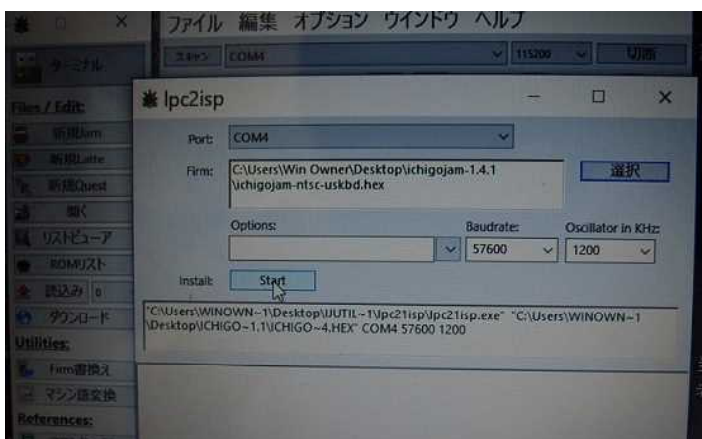 ファイル 編集 オプション ウインドウ ヘルプ
スキャン COM4 115200 切断
ターミナル
Files / Edit:
新規Jam
新規Latte
新規Quest
開く
リストビューア
ROMリスト
読込み 0
ダウンロード
Utilities:
Firm書換え
マシン語変換
References:
lpc2isp
Port: COM4
Firm: C:\Users\Win Owner\Desktop\ichigojam-1.4.1
\ichigojam-ntsc-uskbd.hex
選択
Options: Baudrate: Oscillator in KHz:
57600 1200
Install: Start
"C:\Users\WINOWN~1\Desktop\IJUTIL~1\lpc21isp\lpc21isp.exe" "C:\Users\WINOWN~1
\Desktop\ICHIGO~1.1\ICHIGO~4.HEX" COM4 57600 1200